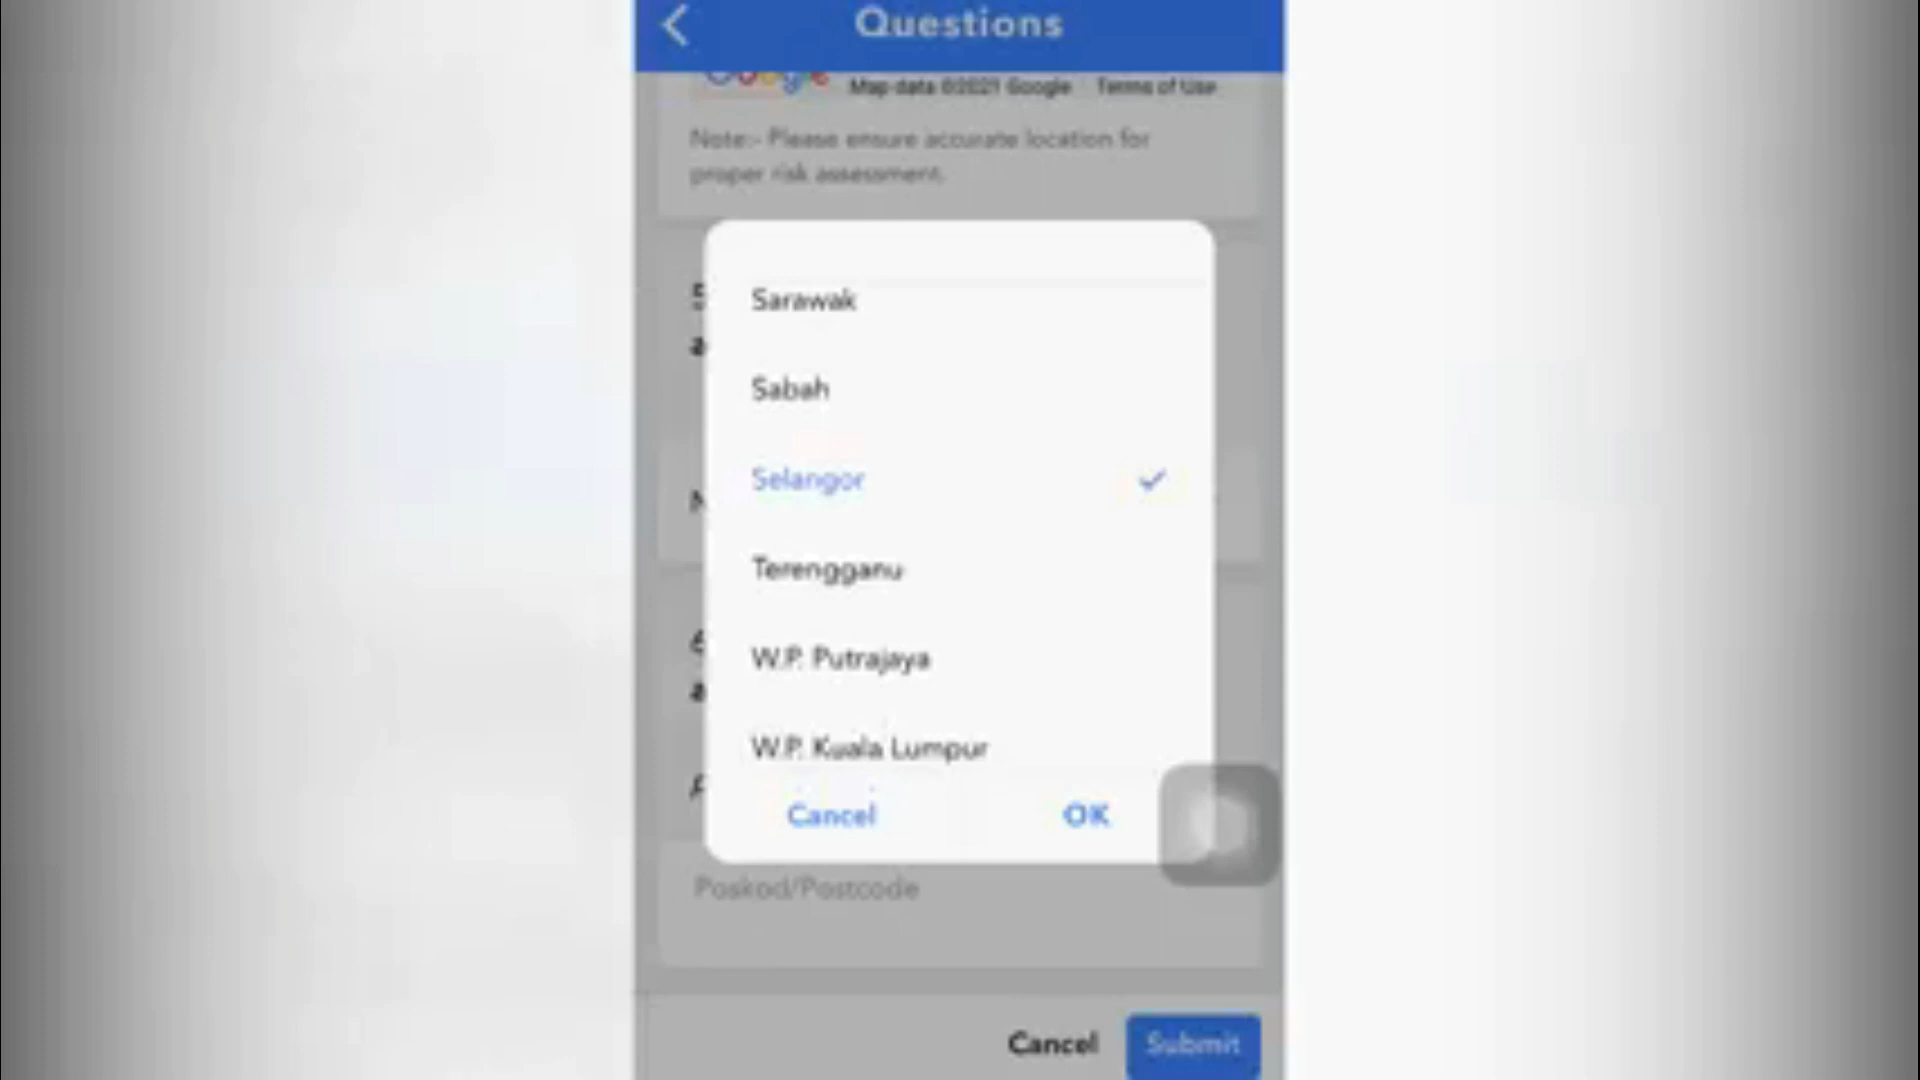 Questions
Google Map data ©2021 Google Terms of Use
Note:- Please ensure accurate location for
proper risk assessment.
Sarawak
Sabah
Selangor
Terengganu
W.P. Putrajaya
W.P. Kuala Lumpur
Cancel OK
Poskod/Postcode
Cancel Submit